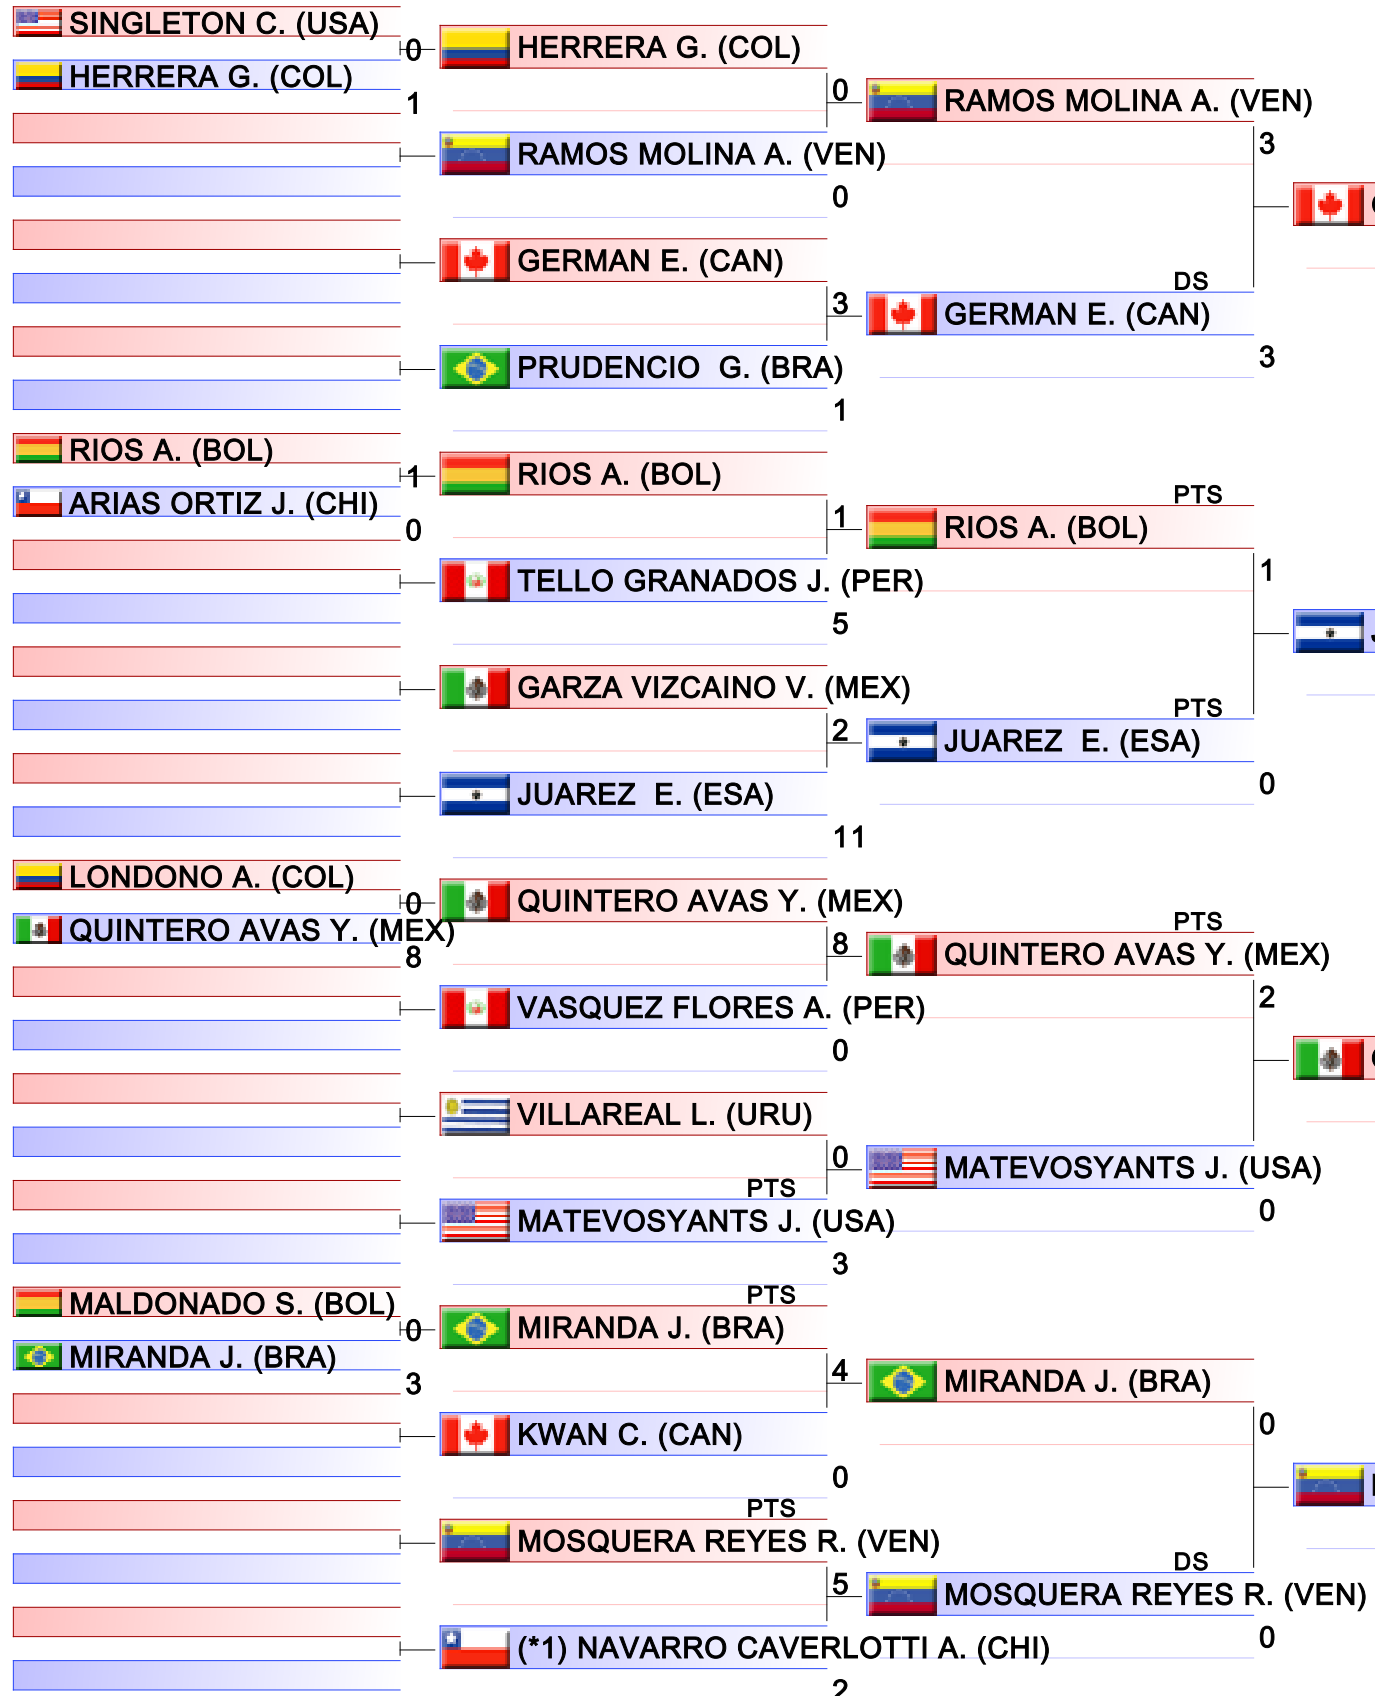 SINGLETON C. (USA)
0
HERRERA G. (COL)
1
RIOS A. (BOL)
1
ARIAS ORTIZ J. (CHI)
0
LONDONO A. (COL)
0
QUINTERO AVAS Y. (MEX)
8
MALDONADO S. (BOL)
0
MIRANDA J. (BRA)
3
HERRERA G. (COL)
0
RAMOS MOLINA A. (VEN)
0
GERMAN E. (CAN)
3
PRUDENCIO G. (BRA)
1
RIOS A. (BOL)
1
TELLO GRANADOS J. (PER)
5
GARZA VIZCAINO V. (MEX)
2
JUAREZ E. (ESA)
11
QUINTERO AVAS Y. (MEX)
8
VASQUEZ FLORES A. (PER)
0
VILLAREAL L. (URU)
0
PTS
MATEVOSYANTS J. (USA)
3
PTS
MIRANDA J. (BRA)
4
KWAN C. (CAN)
0
PTS
MOSQUERA REYES R. (VEN)
5
(*1) NAVARRO CAVERLOTTI A. (CHI)
2
RAMOS MOLINA A. (VEN)
3
DS
GERMAN E. (CAN)
3
PTS
RIOS A. (BOL)
1
PTS
JUAREZ E. (ESA)
0
PTS
QUINTERO AVAS Y. (MEX)
2
MATEVOSYANTS J. (USA)
0
MIRANDA J. (BRA)
0
DS
MOSQUERA REYES R. (VEN)
0